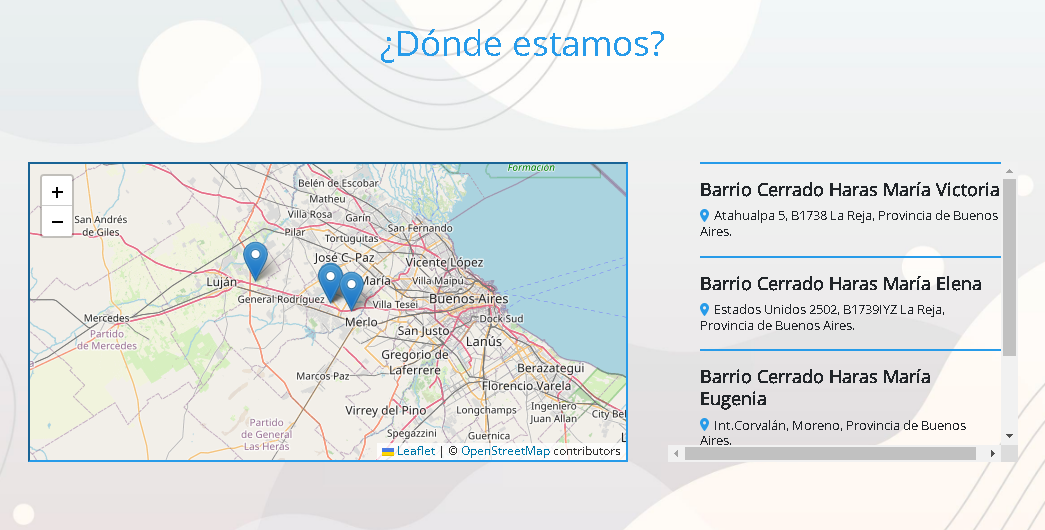 ¿Dónde estamos?
+
−
Formación
Belén de Escobar
Matheu
Villa Rosa
Garín
San Andrés
de Giles
Pilar
Tortuguitas
San Fernando
José C. Paz
Vicente López
Luján
María
Villa Maipú
General Rodríguez
Villa Tesei
Buenos Aires
Mercedes
Merlo
Dock Sud
Partido
de Mercedes
San Justo
Lanús
Gregorio de
Laferrere
Marcos Paz
Berazategui
Florencio Varela
Virrey del Pino
Longchamps
Ingeniero
Juan Allan
City Bel
Partido
de General
Las Heras
Spegazzini
Guernica
L
Leaflet | © OpenStreetMap contributors
Barrio Cerrado Haras María Victoria
Atahualpa 5, B1738 La Reja, Provincia de Buenos
Aires.
Barrio Cerrado Haras María Elena
Estados Unidos 2502, B1739IYZ La Reja,
Provincia de Buenos Aires.
Barrio Cerrado Haras María
Eugenia
Int.Corvalán, Moreno, Provincia de Buenos
Aires.